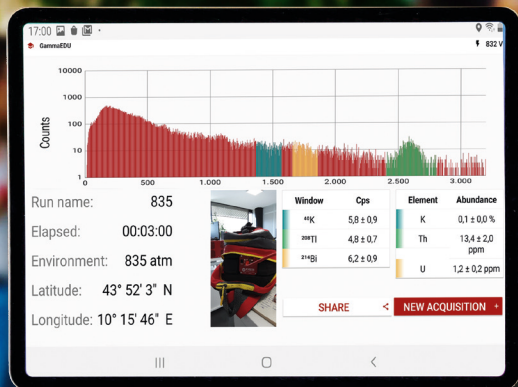 17:00
GammaEDU
832 V
10000
1000
100
10
1
Counts
0 500 1.000 1.500 2.000 2.500 3.000
Run name: 835
Elapsed: 00:03:00
Environment: 835 atm
Latitude: 43° 52' 3" N
Longitude: 10° 15' 46" E
Window Cps
⁴⁰K 5,8 ± 0,9
²⁰⁸Tl 4,8 ± 0,7
²¹⁴Bi 6,2 ± 0,9
Element Abundance
K 0,1 ± 0,0 %
Th 13,4 ± 2,0
ppm
U 1,2 ± 0,2 ppm
SHARE
NEW ACQUISITION +